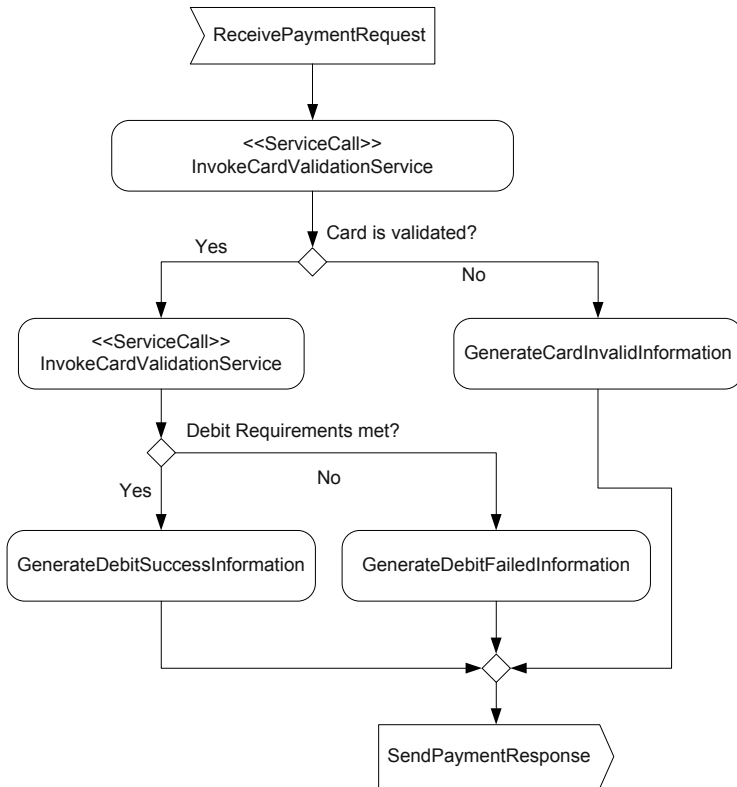 ReceivePaymentRequest
<<ServiceCall>>
InvokeCardValidationService
Card is validated?
Yes
No
<<ServiceCall>>
InvokeCardValidationService
GenerateCardInvalidInformation
Debit Requirements met?
Yes
No
GenerateDebitSuccessInformation
GenerateDebitFailedInformation
SendPaymentResponse